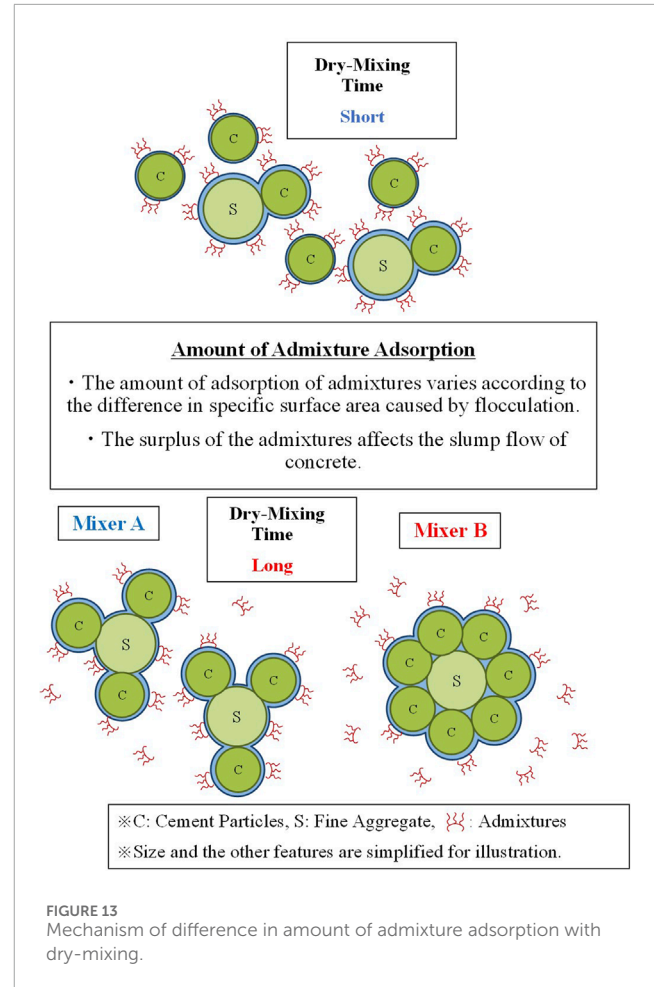 Dry-Mixing
Time
Short
C
C
C
C
S
C
C
S
Amount of Admixture Adsorption
・The amount of adsorption of admixtures varies according to
the difference in specific surface area caused by flocculation.
・The surplus of the admixtures affects the slump flow of
concrete.
Mixer A
Dry-Mixing
Time
Long
Mixer B
C
C
S
C
C
C
S
C
C
C
C
C
S
C
C
C
※C: Cement Particles, S: Fine Aggregate, : Admixtures
※Size and the other features are simplified for illustration.
FIGURE 13
Mechanism of difference in amount of admixture adsorption with
dry-mixing.